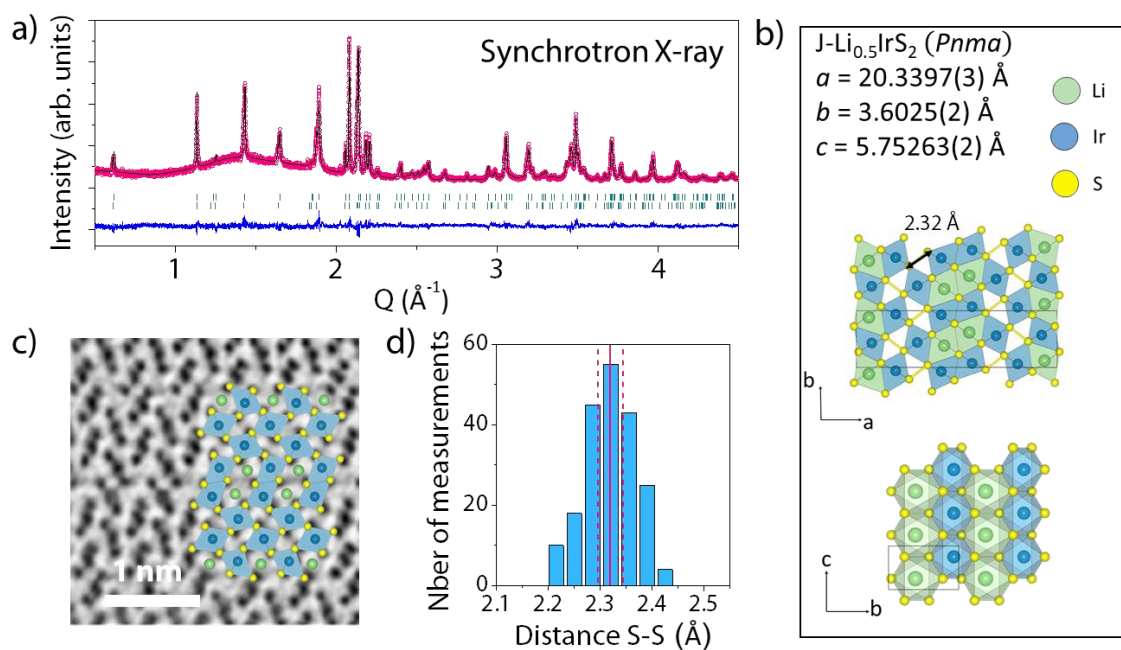 a)
Synchrotron X-ray
Intensity (arb. units)
1
2
3
4
Q (Å⁻¹)
b)
J-Li₀.₅IrS₂ (Pnma)
a = 20.3397(3) Å
b = 3.6025(2) Å
c = 5.75263(2) Å
Li
Ir
S
2.32 Å
b
a
c
b
c)
1 nm
d)
Nber of measurements
60
40
20
0
2.1
2.2
2.3
2.4
2.5
Distance S-S (Å)